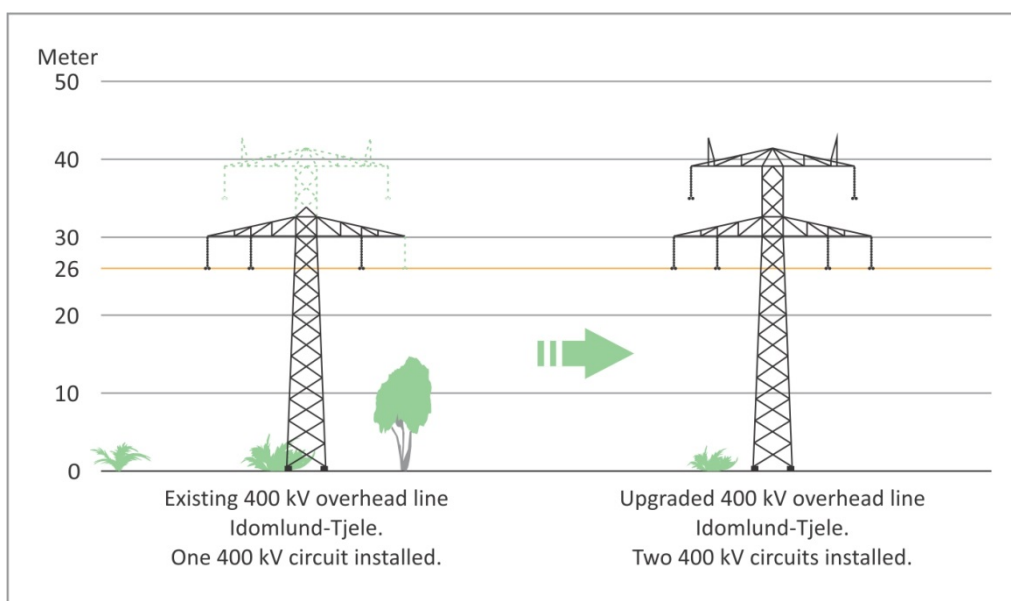 Meter
50
40
30
26
20
10
0
Existing 400 kV overhead line
Idomlund-Tjele.
One 400 kV circuit installed.
Upgraded 400 kV overhead line
Idomlund-Tjele.
Two 400 kV circuits installed.